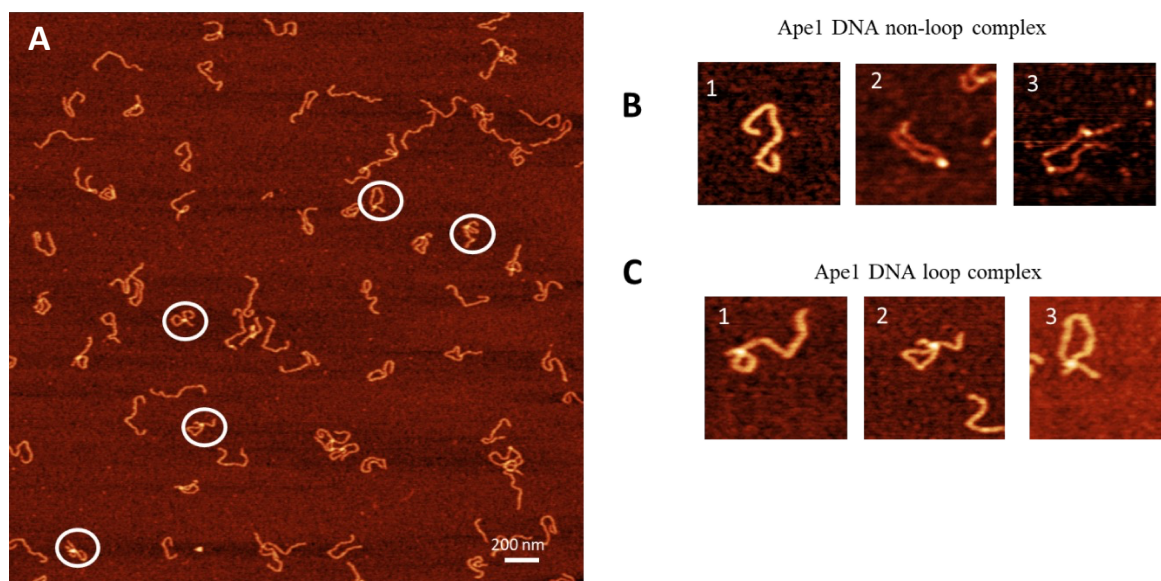 A
200 nm
Ape1 DNA non-loop complex
B
1
2
3
Ape1 DNA loop complex
C
1
2
3